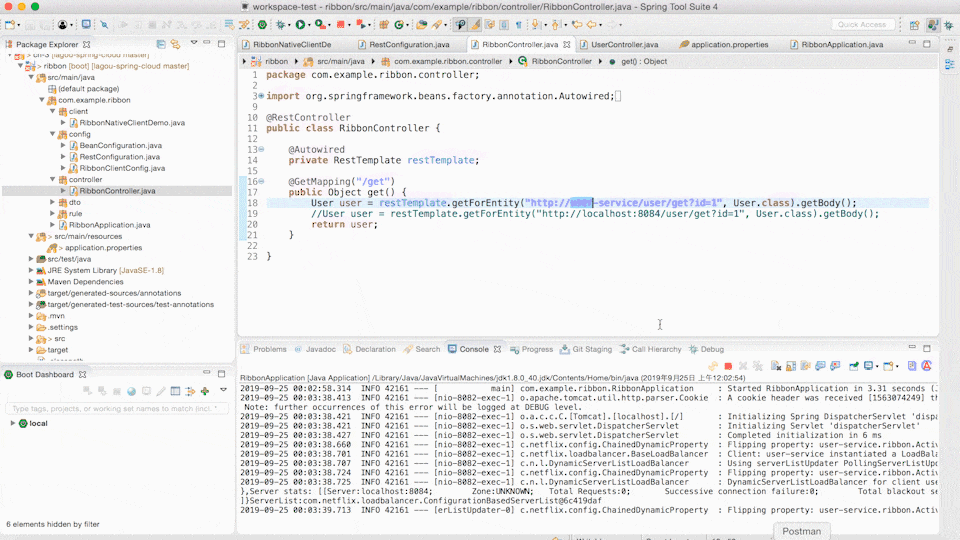 workspace-test - ribbon/src/main/java/com/example/ribbon/controller/RibbonController.java - Spring Tool Suite 4
Quick Access
Package Explorer
RibbonNativeClientDe
RestConfiguration.java
RibbonController.java
UserController.java
application.properties
RibbonApplication.java
ribbon
src/main/java
com.example.ribbon.controller
RibbonController
get() : Object
ribbon [boot] [lagou-spring-cloud master]
src/main/java
(default package)
com.example.ribbon
client
RibbonNativeClientDemo.java
config
BeanConfiguration.java
RestConfiguration.java
RibbonClientConfig.java
controller
RibbonController.java
dto
rule
RibbonApplication.java
src/main/resources
application.properties
src/test/java
JRE System Library [JavaSE-1.8]
Maven Dependencies
target/generated-sources/annotations
target/generated-test-sources/test-annotations
.mvn
.settings
src
target
1 package com.example.ribbon.controller;
2
3 import org.springframework.beans.factory.annotation.Autowired;
9
10 @RestController
11 public class RibbonController {
12
13 @Autowired
14 private RestTemplate restTemplate;
15
16 @GetMapping("/get")
17 public Object get() {
18 User user = restTemplate.getForEntity("http://user-service/user/get?id=1", User.class).getBody();
19 //User user = restTemplate.getForEntity("http://localhost:8084/user/get?id=1", User.class).getBody();
20 return user;
21 }
22
23 }
Problems
Javadoc
Declaration
Search
Console
Progress
Git Staging
Call Hierarchy
Debug
RibbonApplication [Java Application] /Library/Java/JavaVirtualMachines/jdk1.8.0_40.jdk/Contents/Home/bin/java (2019年9月25日 上午12:02:54)
2019-09-25 00:02:58.314 INFO 42161 --- [ main] com.example.ribbon.RibbonApplication : Started RibbonApplication in 3.31 seconds (
2019-09-25 00:03:38.413 INFO 42161 --- [nio-8082-exec-1] o.apache.tomcat.util.http.parser.Cookie : A cookie header was received [1563074249] th
Note: further occurrences of this error will be logged at DEBUG level.
2019-09-25 00:03:38.421 INFO 42161 --- [nio-8082-exec-1] o.a.c.c.C.[Tomcat].[localhost].[/] : Initializing Spring DispatcherServlet 'dispa
2019-09-25 00:03:38.421 INFO 42161 --- [nio-8082-exec-1] o.s.web.servlet.DispatcherServlet : Initializing Servlet 'dispatcherServlet'
2019-09-25 00:03:38.427 INFO 42161 --- [nio-8082-exec-1] o.s.web.servlet.DispatcherServlet : Completed initialization in 6 ms
2019-09-25 00:03:38.660 INFO 42161 --- [nio-8082-exec-1] c.netflix.config.ChainedDynamicProperty : Flipping property: user-service.ribbon.Activ
2019-09-25 00:03:38.701 INFO 42161 --- [nio-8082-exec-1] c.netflix.loadbalancer.BaseLoadBalancer : Client: user-service instantiated a LoadBala
2019-09-25 00:03:38.707 INFO 42161 --- [nio-8082-exec-1] c.n.l.DynamicServerListLoadBalancer : Using serverListUpdater PollingServerListUpda
2019-09-25 00:03:38.724 INFO 42161 --- [nio-8082-exec-1] c.netflix.config.ChainedDynamicProperty : Flipping property: user-service.ribbon.Activ
2019-09-25 00:03:38.725 INFO 42161 --- [nio-8082-exec-1] c.n.l.DynamicServerListLoadBalancer : DynamicServerListLoadBalancer for client use
},Server stats: [[Server:localhost:8084; Zone:UNKNOWN; Total Requests:0; Successive connection failure:0; Total blackout se
]}ServerList:com.netflix.loadbalancer.ConfigurationBasedServerList@6c419daf
2019-09-25 00:03:39.713 INFO 42161 --- [erListUpdater-0] c.netflix.config.ChainedDynamicProperty : Flipping property: user-service.ribbon.Activ
Boot Dashboard
Type tags, projects, or working set names to match (incl. *
local
6 elements hidden by filter
Postman